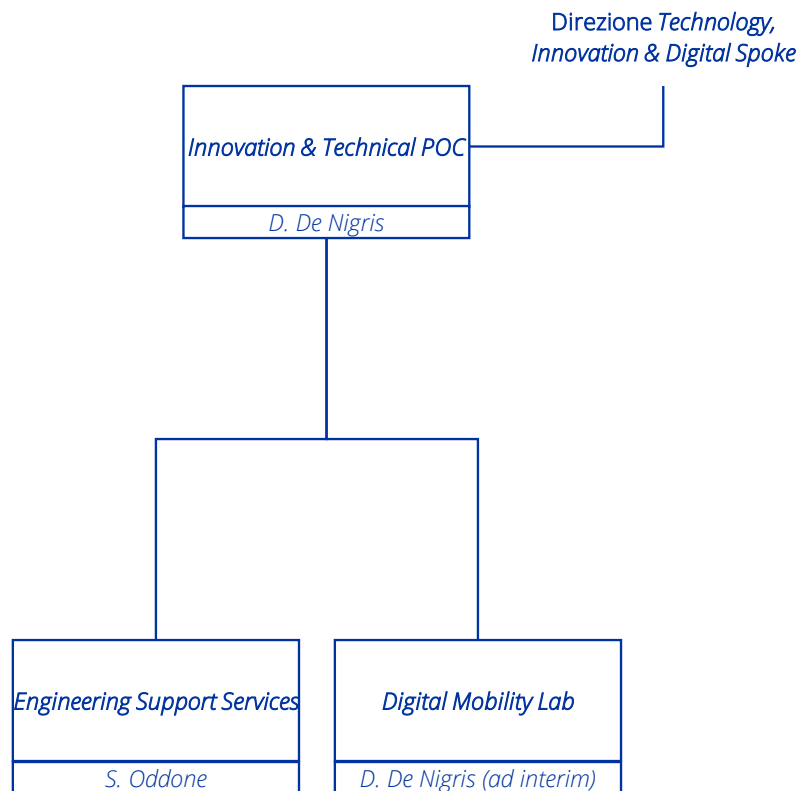 Direzione Technology,
Innovation & Digital Spoke
Innovation & Technical POC
D. De Nigris
Engineering Support Services
S. Oddone
Digital Mobility Lab
D. De Nigris (ad interim)